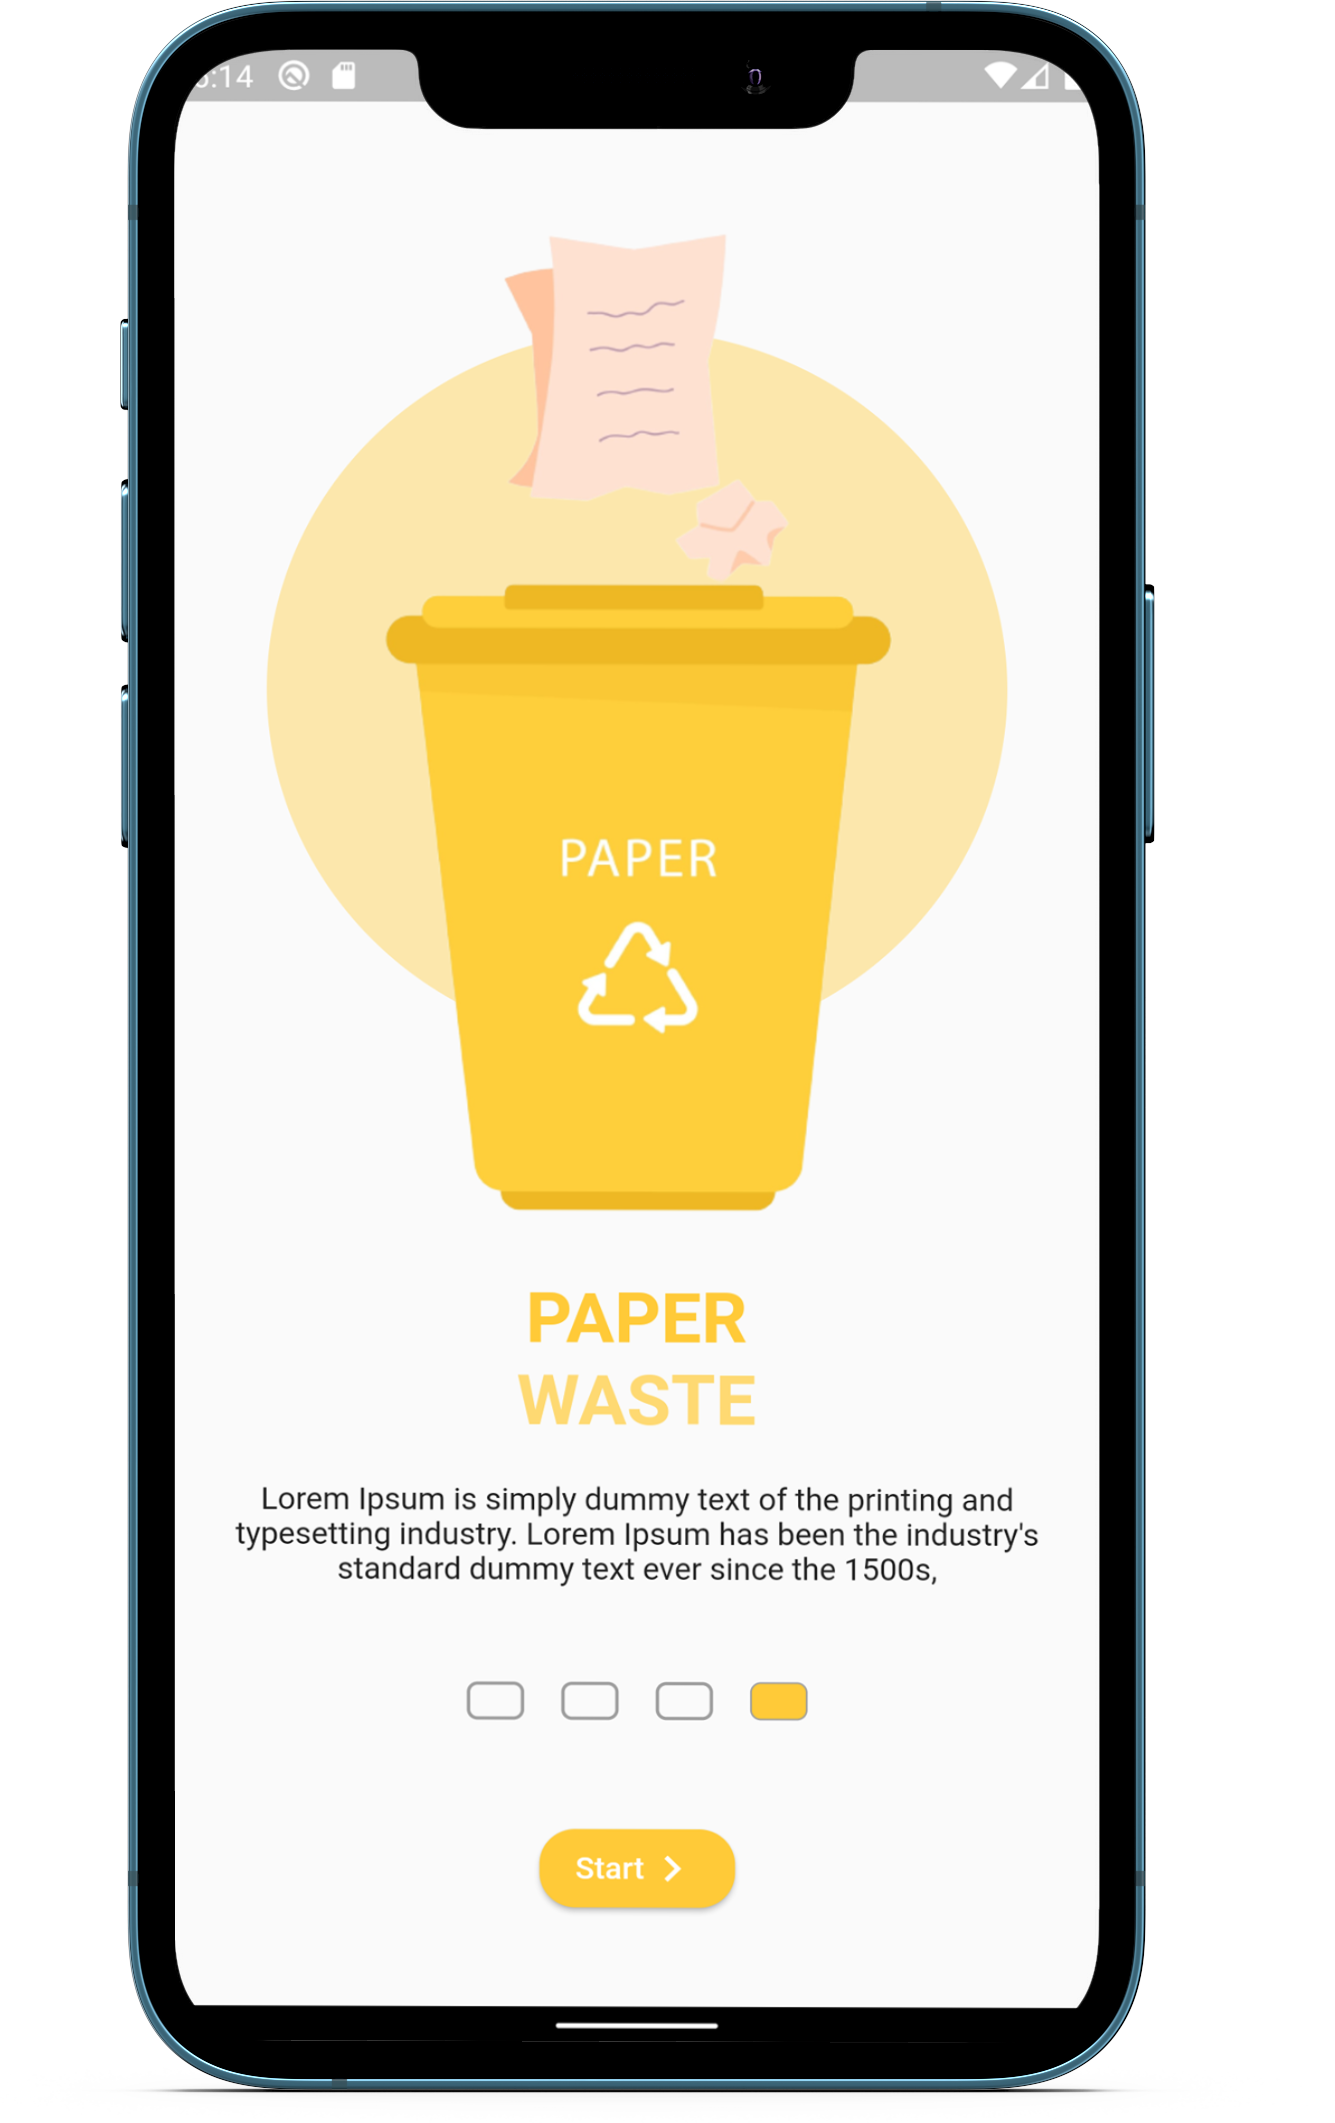 :14
PAPER
PAPER
WASTE
Lorem Ipsum is simply dummy text of the printing and
typesetting industry. Lorem Ipsum has been the industry's
standard dummy text ever since the 1500s,
Start